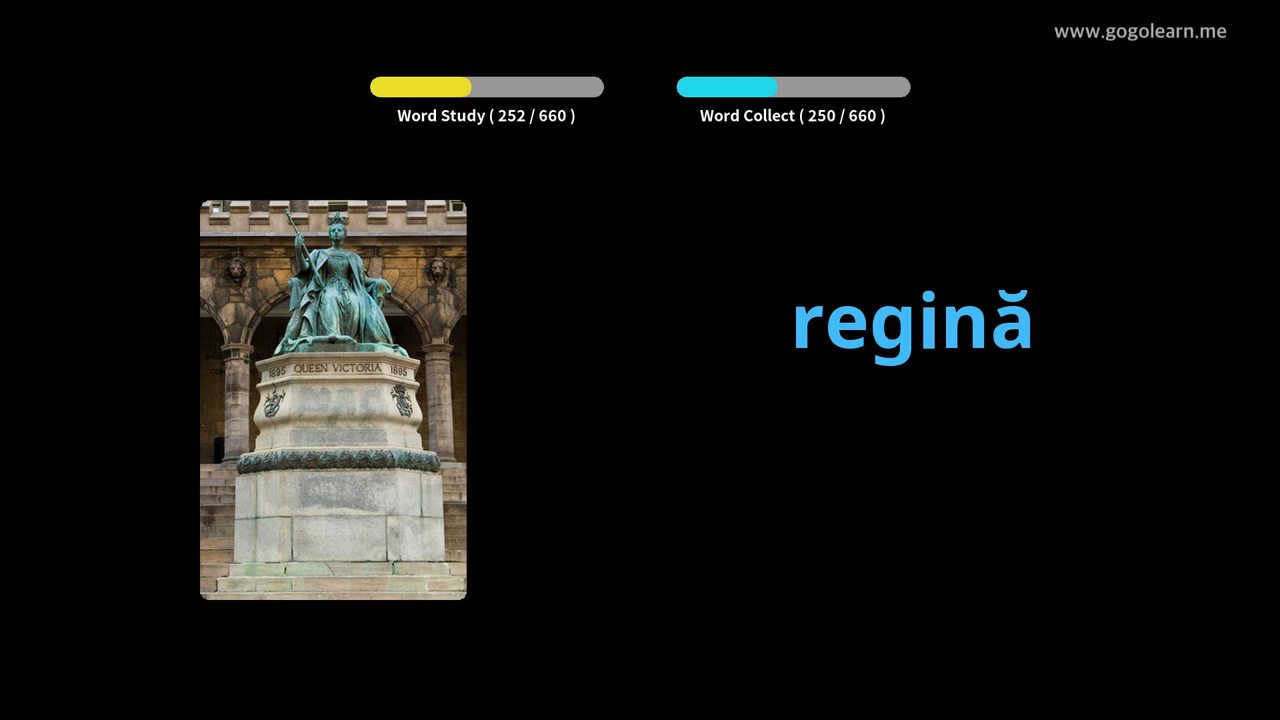 www.gogolearn.me
Word Study ( 252 / 660 )
Word Collect ( 250 / 660 )
regină
1895 QUEEN VICTORIA 1895